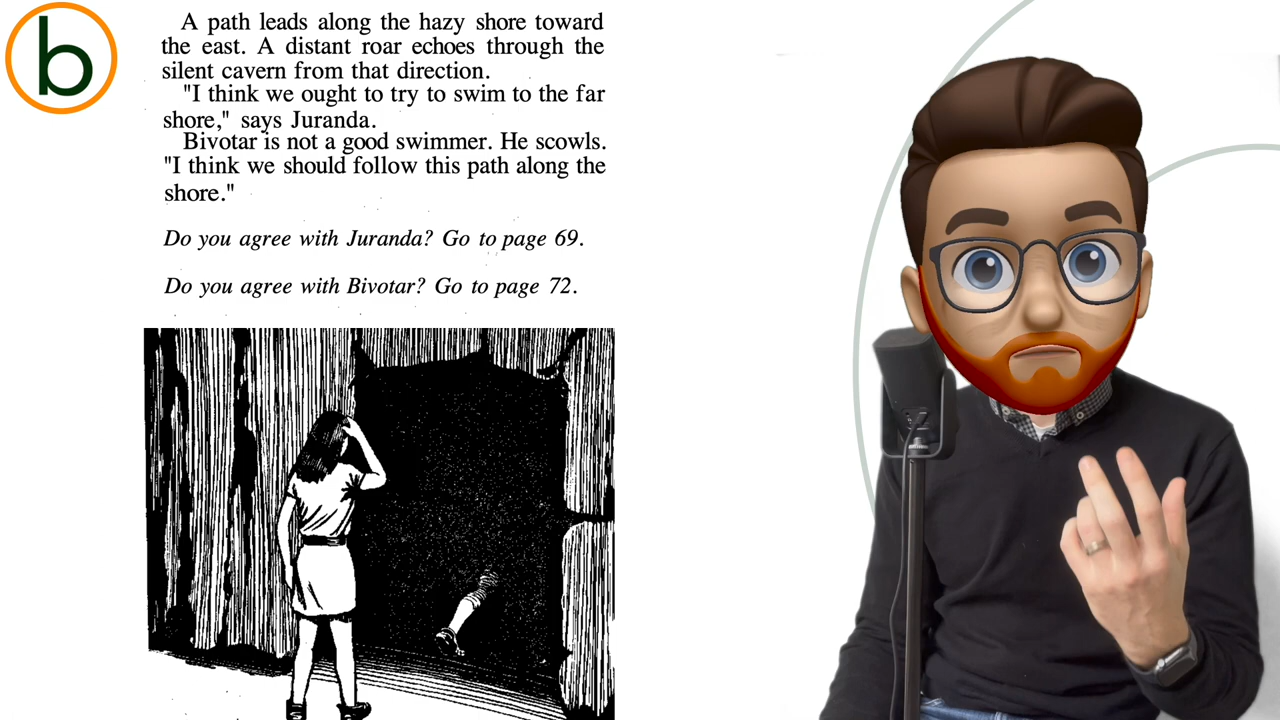 b
A path leads along the hazy shore toward
the east. A distant roar echoes through the
silent cavern from that direction.
"I think we ought to try to swim to the far
shore," says Juranda.
Bivotar is not a good swimmer. He scowls.
"I think we should follow this path along the
shore."
Do you agree with Juranda? Go to page 69.
Do you agree with Bivotar? Go to page 72.